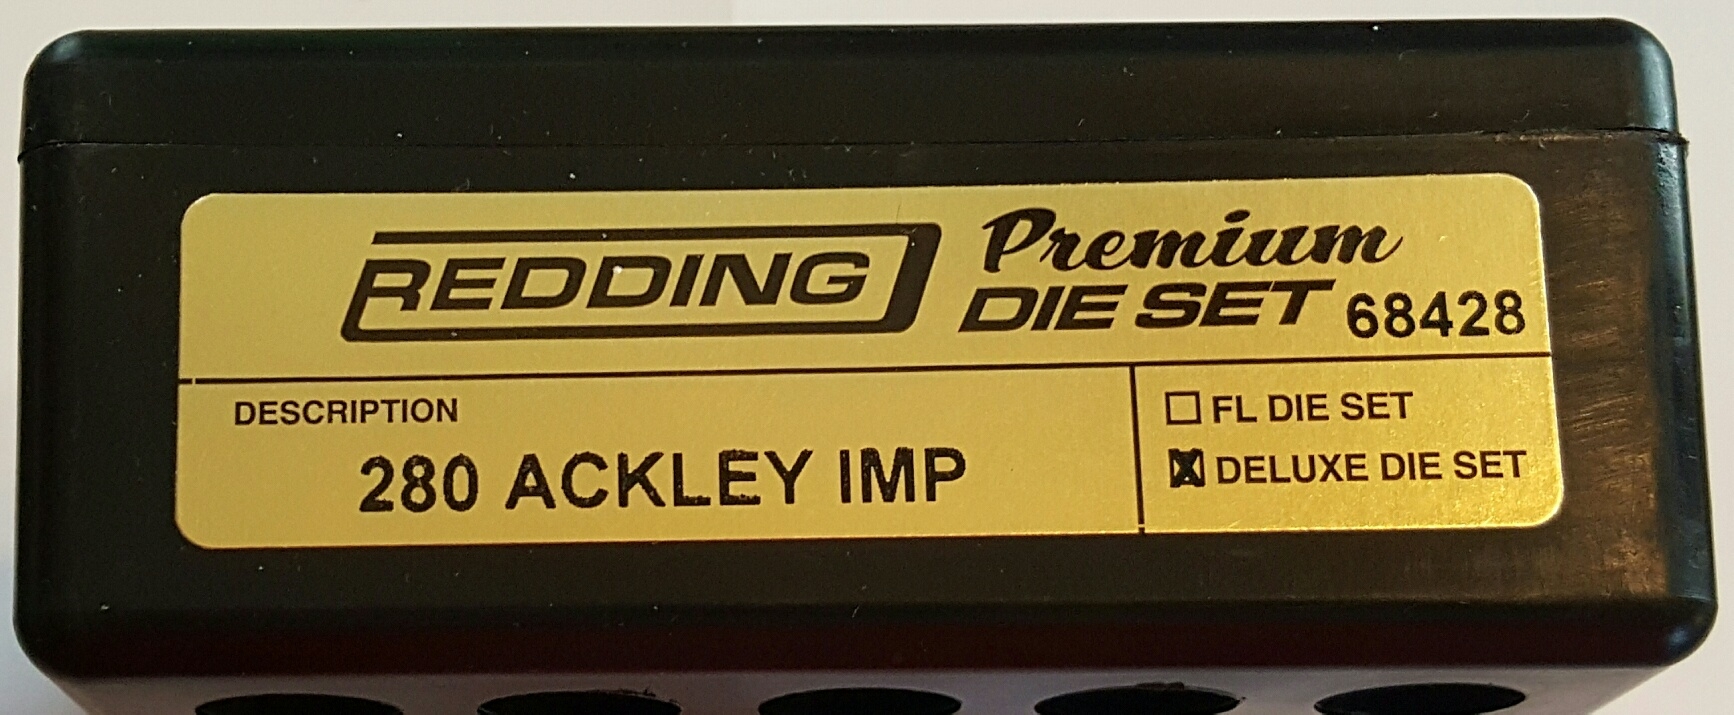 REDDING Premium
DIE SET 68428
DESCRIPTION
280 ACKLEY IMP
FL DIE SET
DELUXE DIE SET